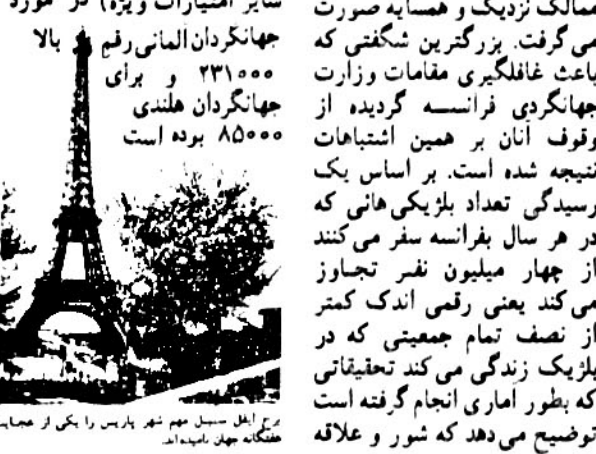 ممالک نزدیک و همسایه صورت
می گرفت. بزرگترین شگفتی که
باعث غافلگیری مقامات وزارت
جهانگردی فرانسه گردیده از
وقوف آنان بر همین اشتباهات
نتیجه شده است. بر اساس یک
رسیدگی تعداد بلژیکی هائی که
در هر سال بفرانسه سفر می کنند
از چهار میلیون نفر تجاوز
می کند یعنی رقمی اندک کمتر
از نصف تمام جمعیتی که در
بلژیک زندگی می کند تحقیقاتی
که بطور آماری انجام گرفته است
توضیح می دهد که شور و علاقه
سایر امتیازات ویژه) در مورد
جهانگردان آلمانی رقم بالا
۲۳۱۰۰۰ و برای
جهانگردان هلندی
۸۵۰۰۰ بوده است
برج ایفل سمبل مهم شهر پاریس را یکی از عجایب
هفتگانه جهان نامیده اند.